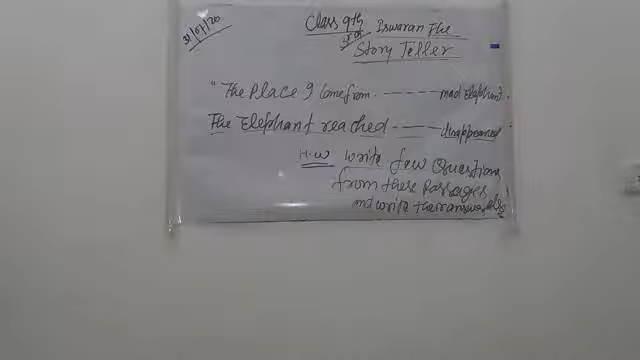 31/07/20
Class 9th Iswaran The
Story Teller
"The Place I come from ------- mad Elephant.
The Elephant reached ----- disappeared"
H.W write few Questions
from these Passages
and write their answers also